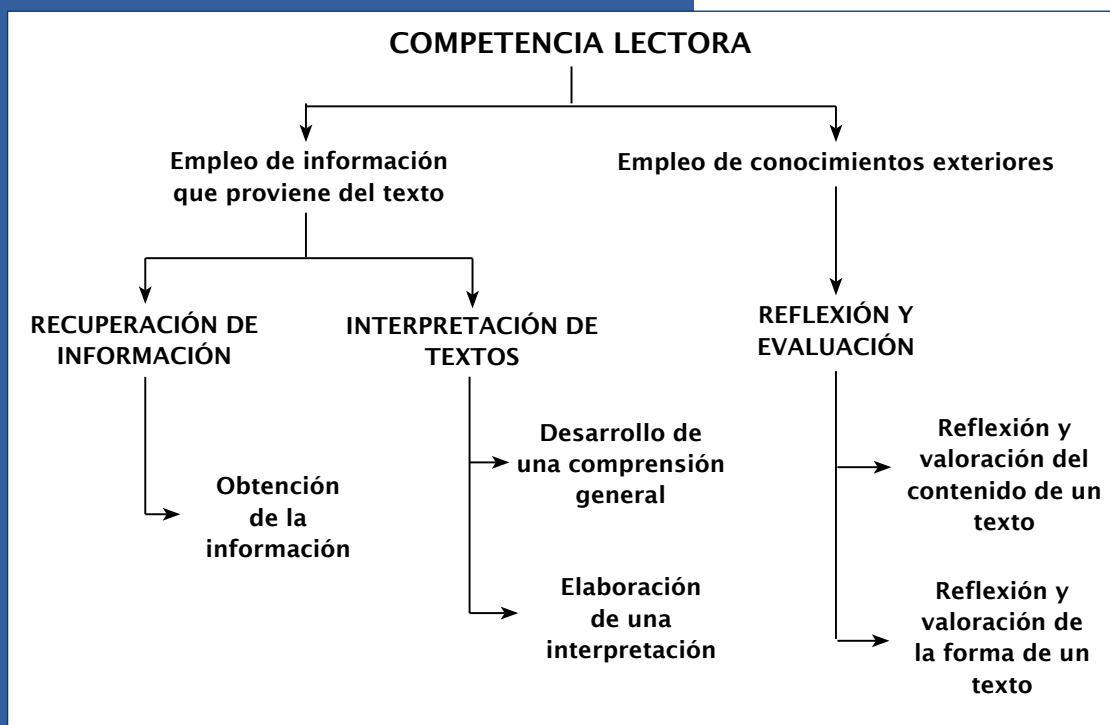 COMPETENCIA LECTORA
Empleo de información
que proviene del texto
Empleo de conocimientos exteriores
RECUPERACIÓN DE
INFORMACIÓN
INTERPRETACIÓN DE
TEXTOS
REFLEXIÓN Y
EVALUACIÓN
Obtención
de la
información
Desarrollo de
una comprensión
general
Elaboración
de una
interpretación
Reflexión y
valoración del
contenido de un
texto
Reflexión y
valoración de
la forma de un
texto